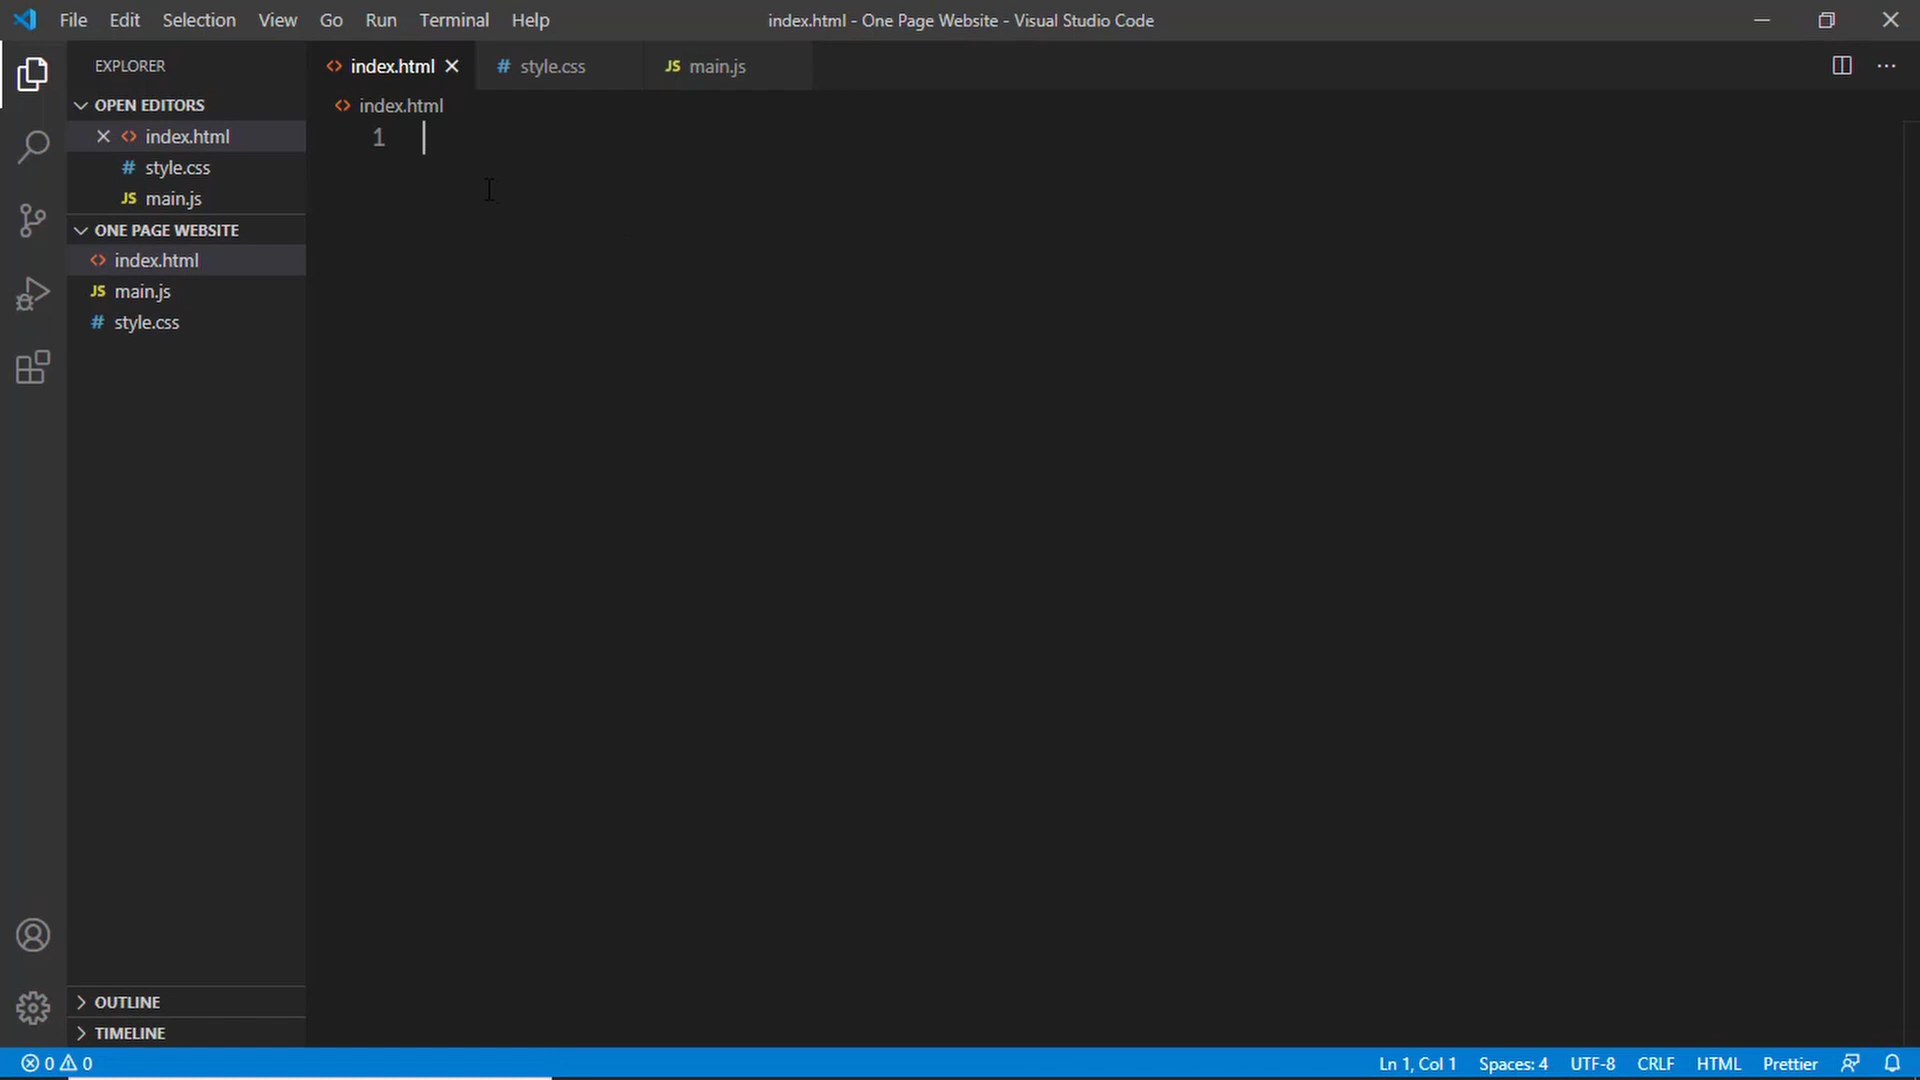 File Edit Selection View Go Run Terminal Help
index.html - One Page Website - Visual Studio Code
EXPLORER
OPEN EDITORS
index.html
# style.css
JS main.js
ONE PAGE WEBSITE
index.html
JS main.js
# style.css
OUTLINE
TIMELINE
index.html
# style.css
JS main.js
index.html
1
0 0
Ln 1, Col 1 Spaces: 4 UTF-8 CRLF HTML Prettier